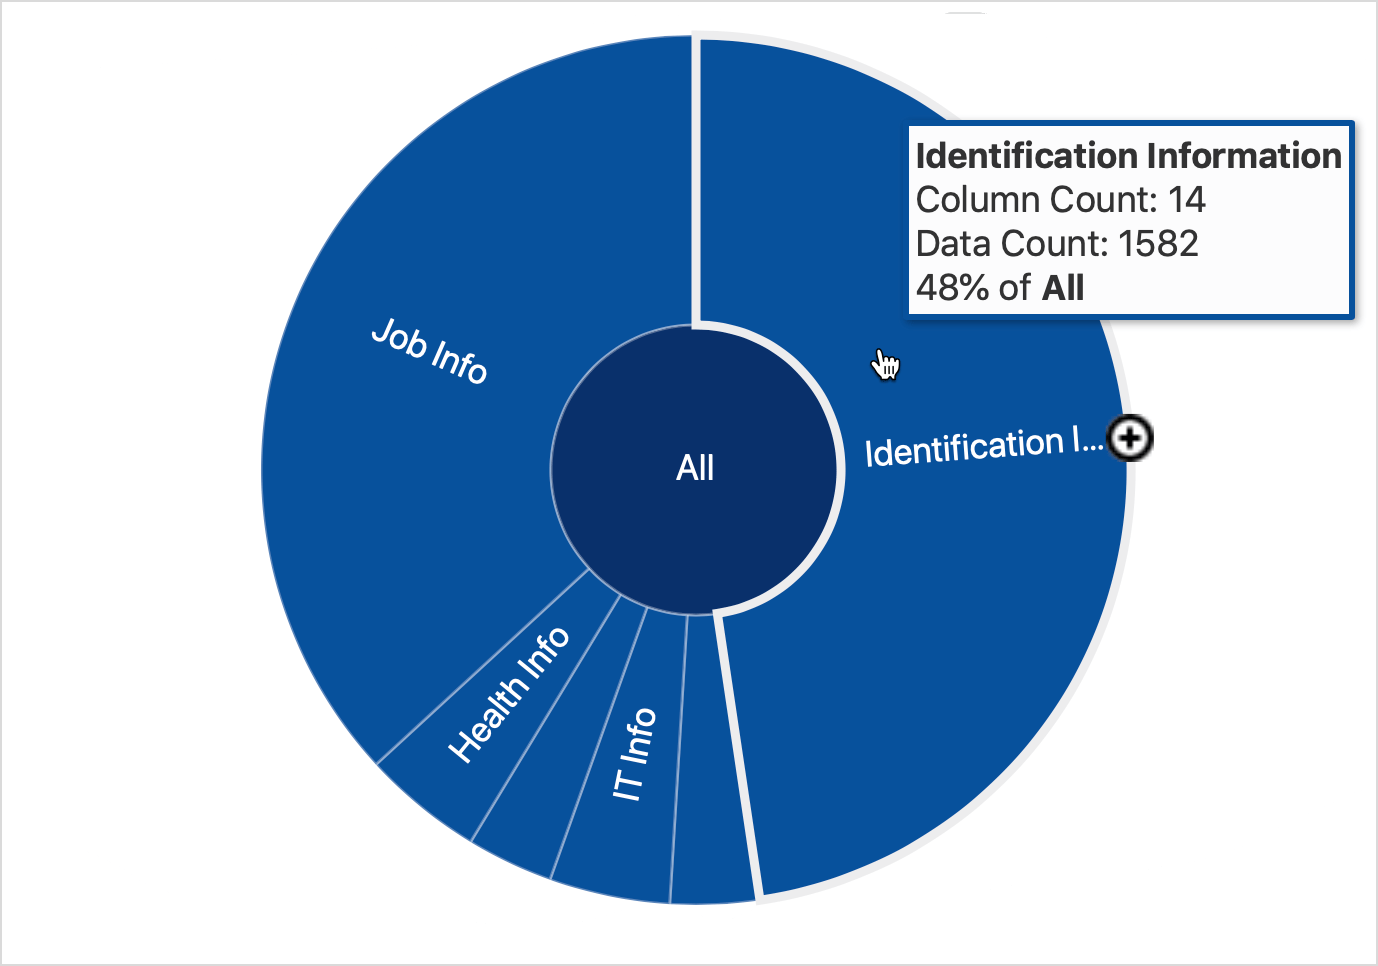 Identification Information
Column Count: 14
Data Count: 1582
48% of All
Job Info
Identification I...
All
Health Info
IT Info